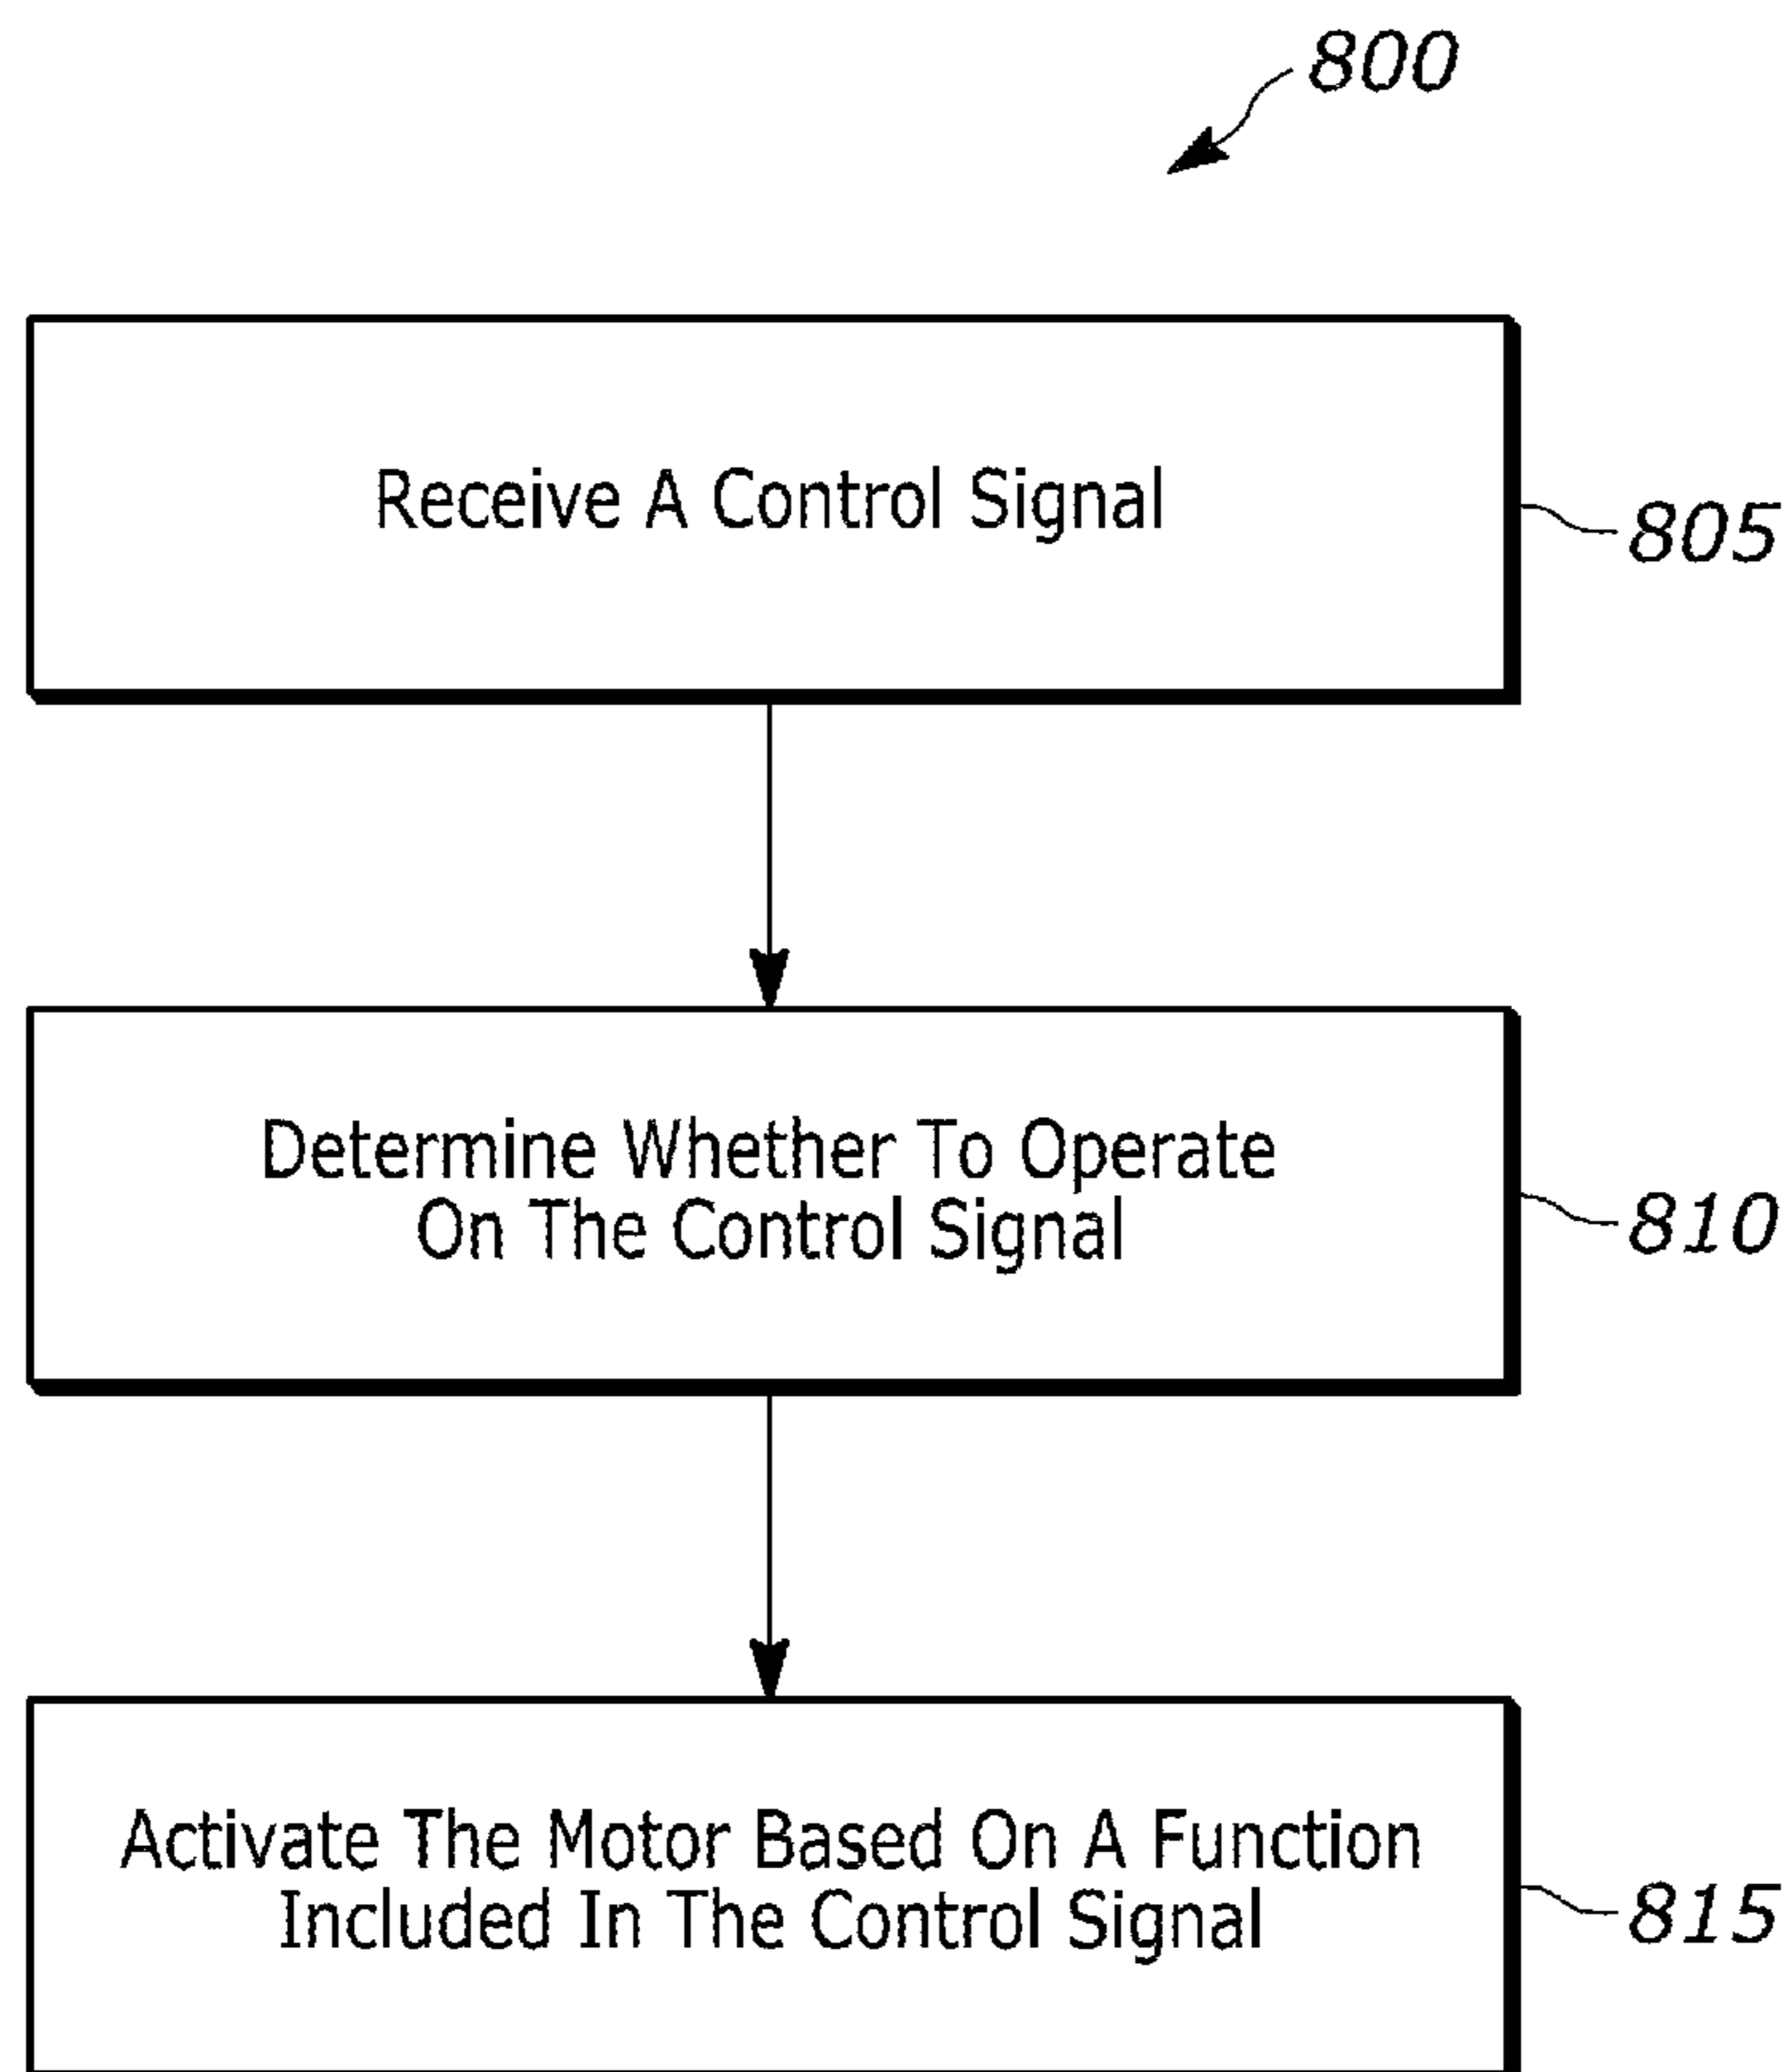 800
Receive A Control Signal
805
Determine Whether To Operate
On The Control Signal
810
Activate The Motor Based On A Function
Included In The Control Signal
815